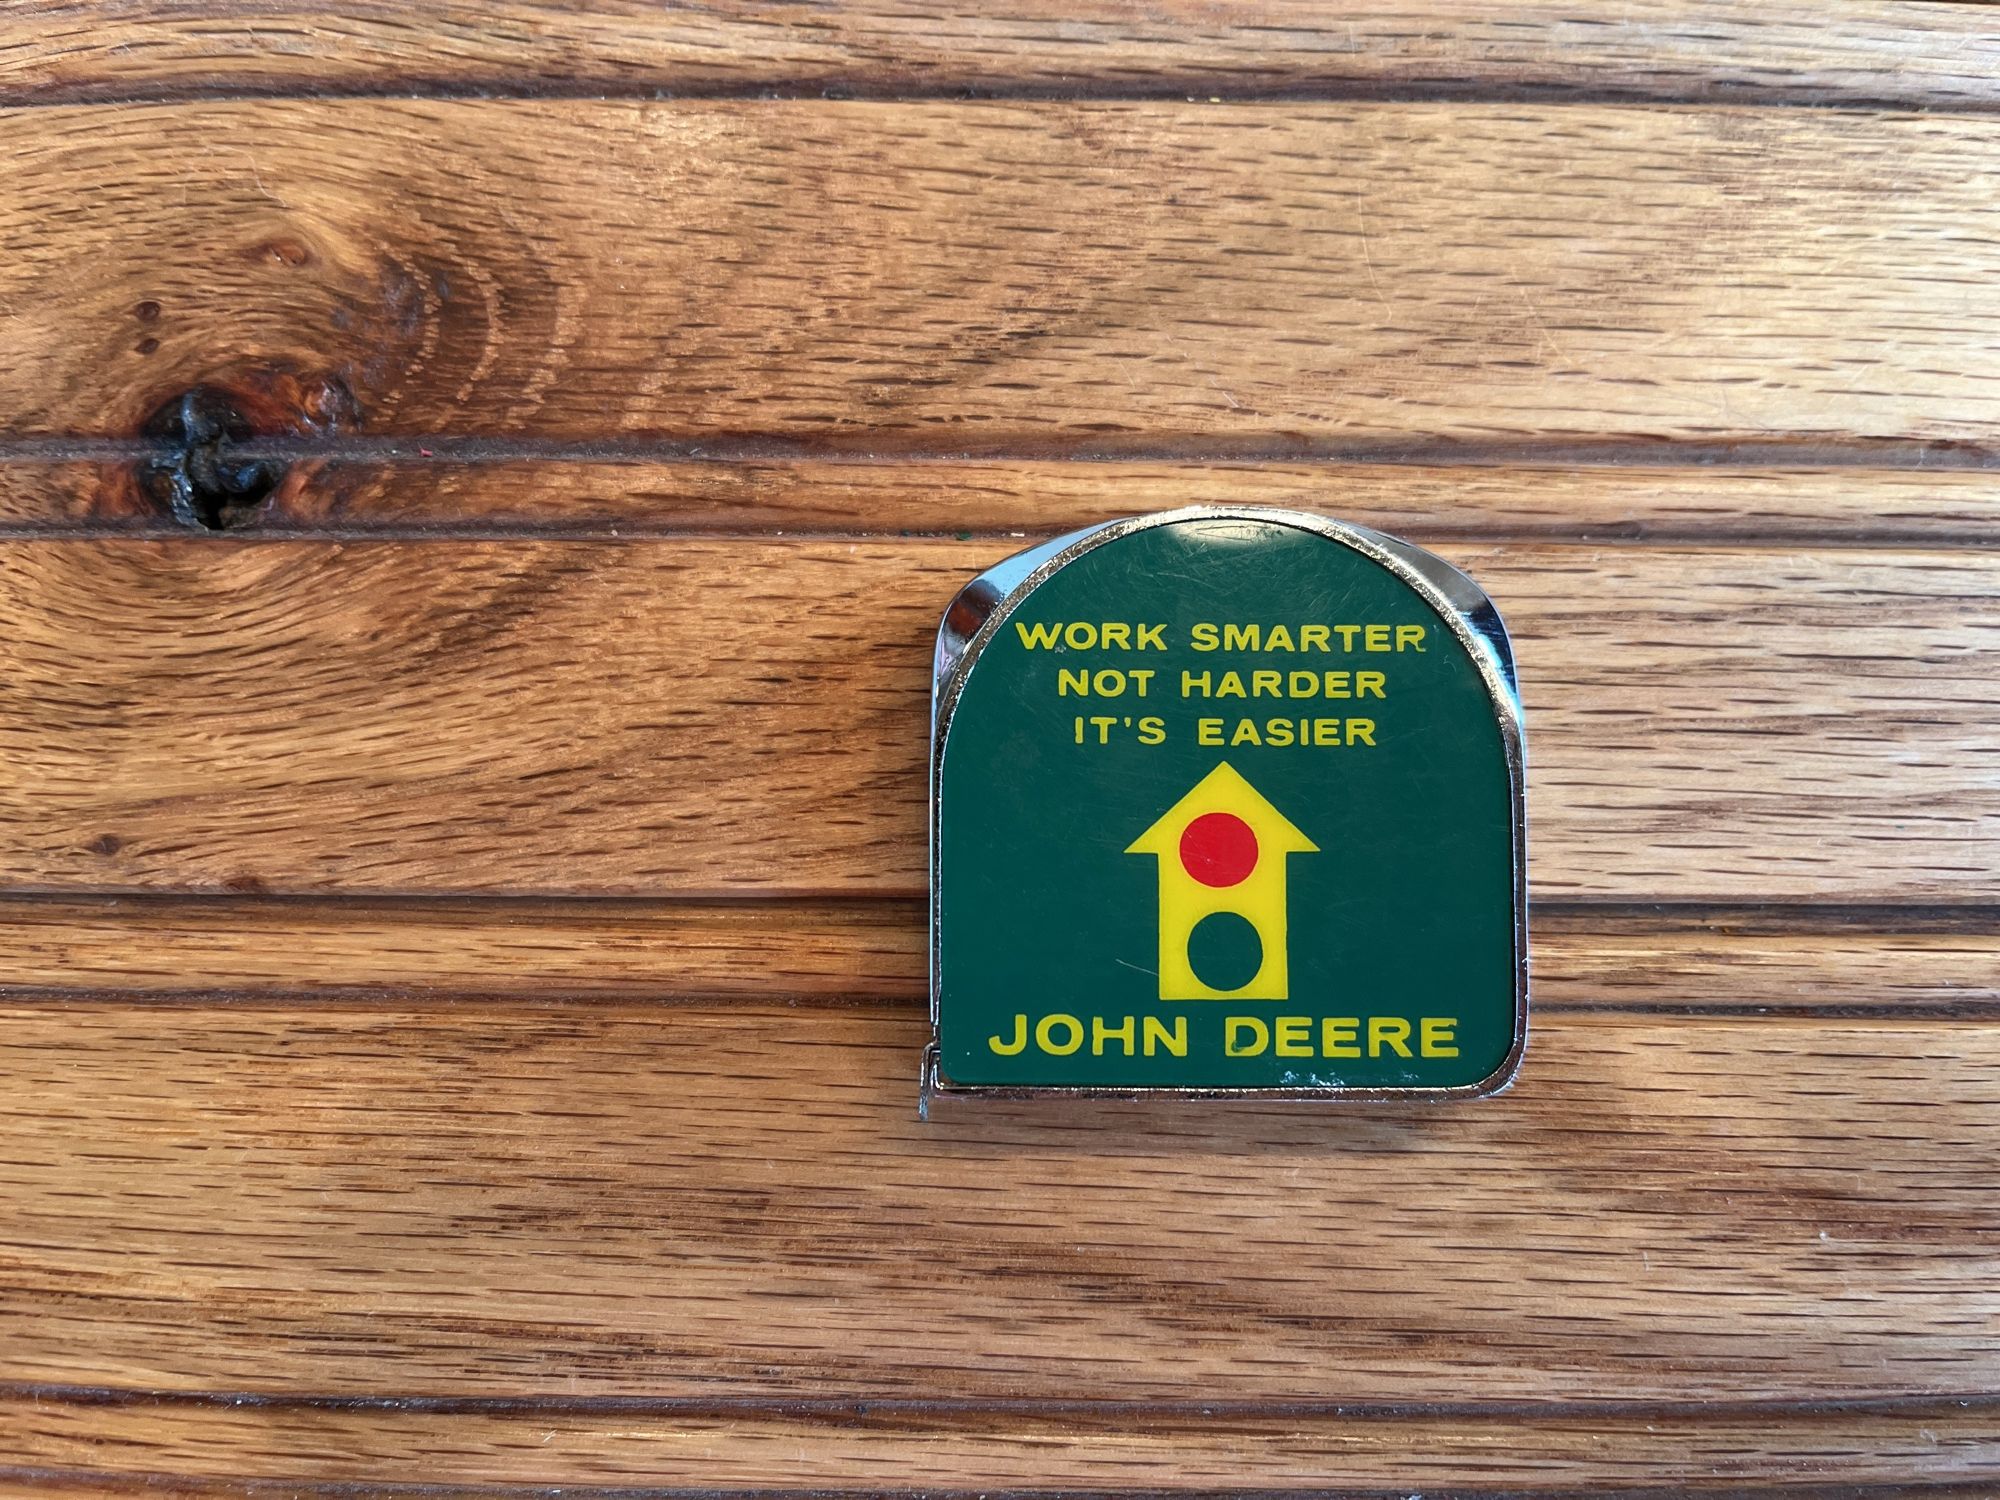 WORK SMARTER
NOT HARDER
IT'S EASIER
JOHN DEERE